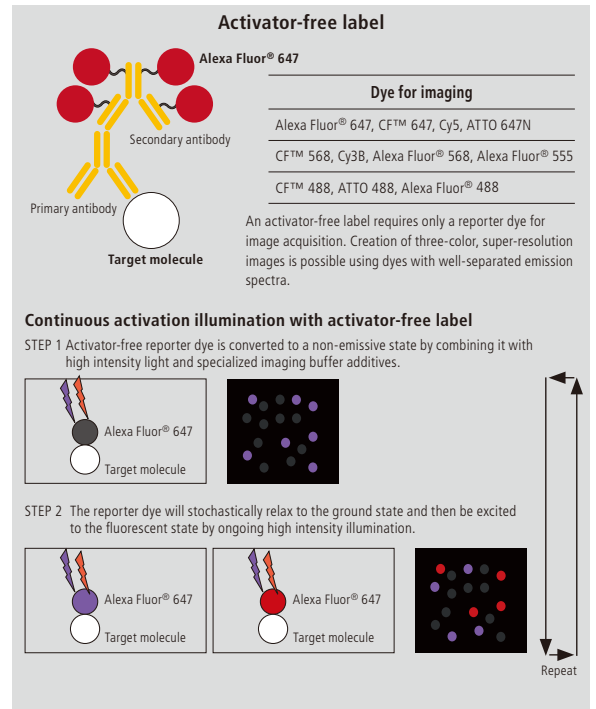 Activator-free label
Alexa Fluor® 647
Secondary antibody
Primary antibody
Target molecule
Dye for imaging
Alexa Fluor® 647, CF™ 647, Cy5, ATTO 647N
CF™ 568, Cy3B, Alexa Fluor® 568, Alexa Fluor® 555
CF™ 488, ATTO 488, Alexa Fluor® 488
An activator-free label requires only a reporter dye for
image acquisition. Creation of three-color, super-resolution
images is possible using dyes with well-separated emission
spectra.
Continuous activation illumination with activator-free label
STEP 1 Activator-free reporter dye is converted to a non-emissive state by combining it with
high intensity light and specialized imaging buffer additives.
Alexa Fluor® 647
Target molecule
STEP 2 The reporter dye will stochastically relax to the ground state and then be excited
to the fluorescent state by ongoing high intensity illumination.
Alexa Fluor® 647
Target molecule
Alexa Fluor® 647
Target molecule
Repeat